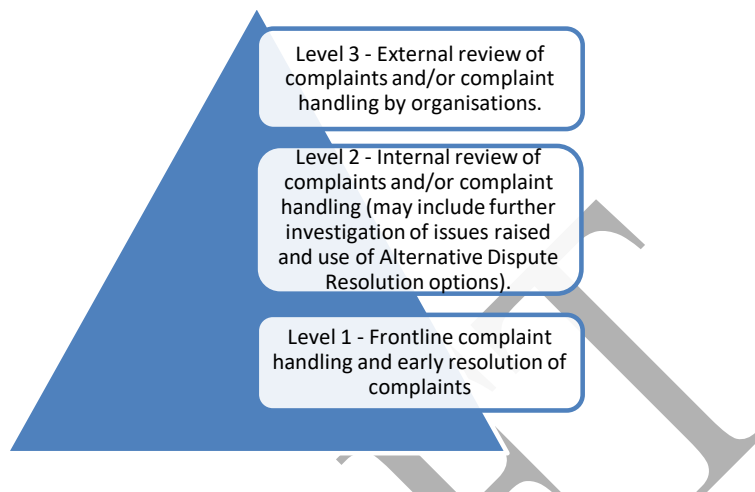 Level 3 - External review of
complaints and/or complaint
handling by organisations.
Level 2 - Internal review of
complaints and/or complaint
handling (may include further
investigation of issues raised
and use of Alternative Dispute
Resolution options).
Level 1 - Frontline complaint
handling and early resolution of
complaints